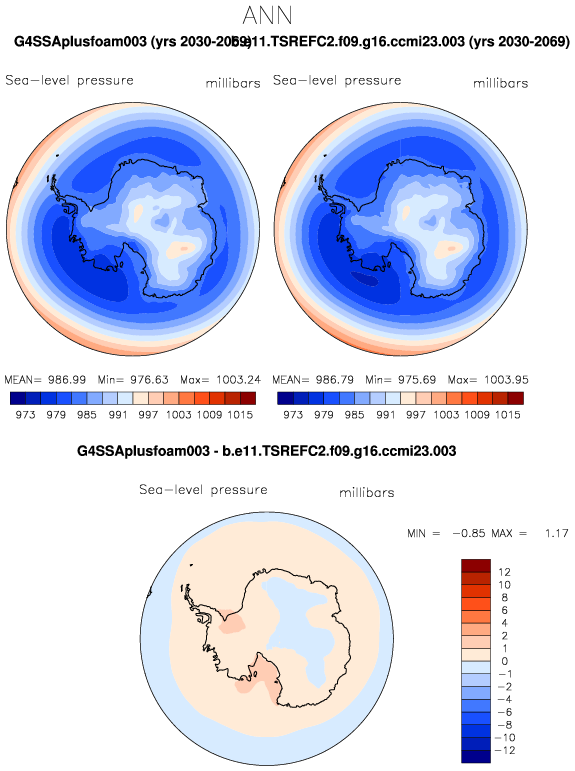 ANN
G4SSAplusfoam003 (yrs 2030-2069)
b.e11.TSREFC2.f09.g16.ccmi23.003 (yrs 2030-2069)
Sea-level pressure millibars
Sea-level pressure millibars
MEAN= 986.99 Min= 976.63 Max= 1003.24
MEAN= 986.79 Min= 975.69 Max= 1003.95
973 979 985 991 997 1003 1009 1015
973 979 985 991 997 1003 1009 1015
G4SSAplusfoam003 - b.e11.TSREFC2.f09.g16.ccmi23.003
Sea-level pressure millibars
MIN = -0.85 MAX = 1.17
12
10
8
6
4
2
1
0
-1
-2
-4
-6
-8
-10
-12